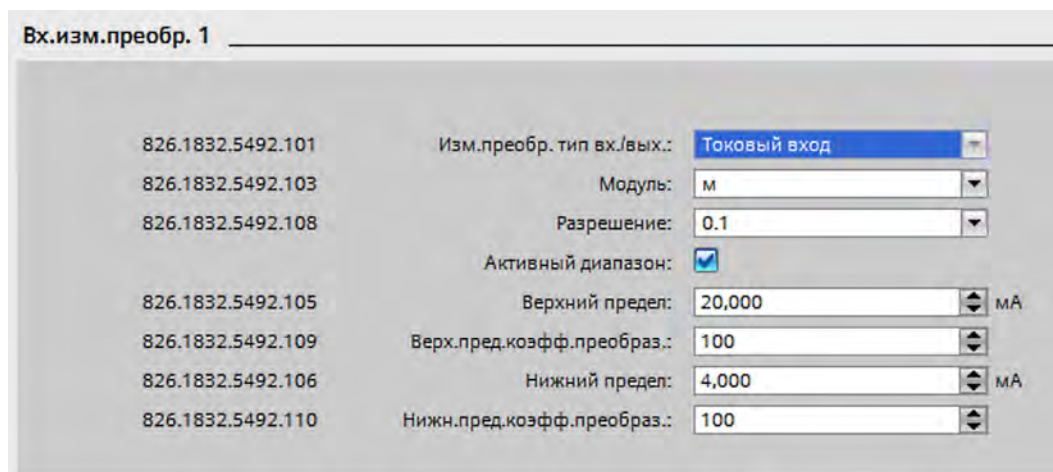 Вх.изм.преобр. 1
826.1832.5492.101 Изм.преобр. тип вх./вых.: Токовый вход
826.1832.5492.103 Модуль: м
826.1832.5492.108 Разрешение: 0.1
Активный диапазон:
826.1832.5492.105 Верхний предел: 20,000 мА
826.1832.5492.109 Верх.пред.коэфф.преобраз.: 100
826.1832.5492.106 Нижний предел: 4,000 мА
826.1832.5492.110 Нижн.пред.коэфф.преобраз.: 100